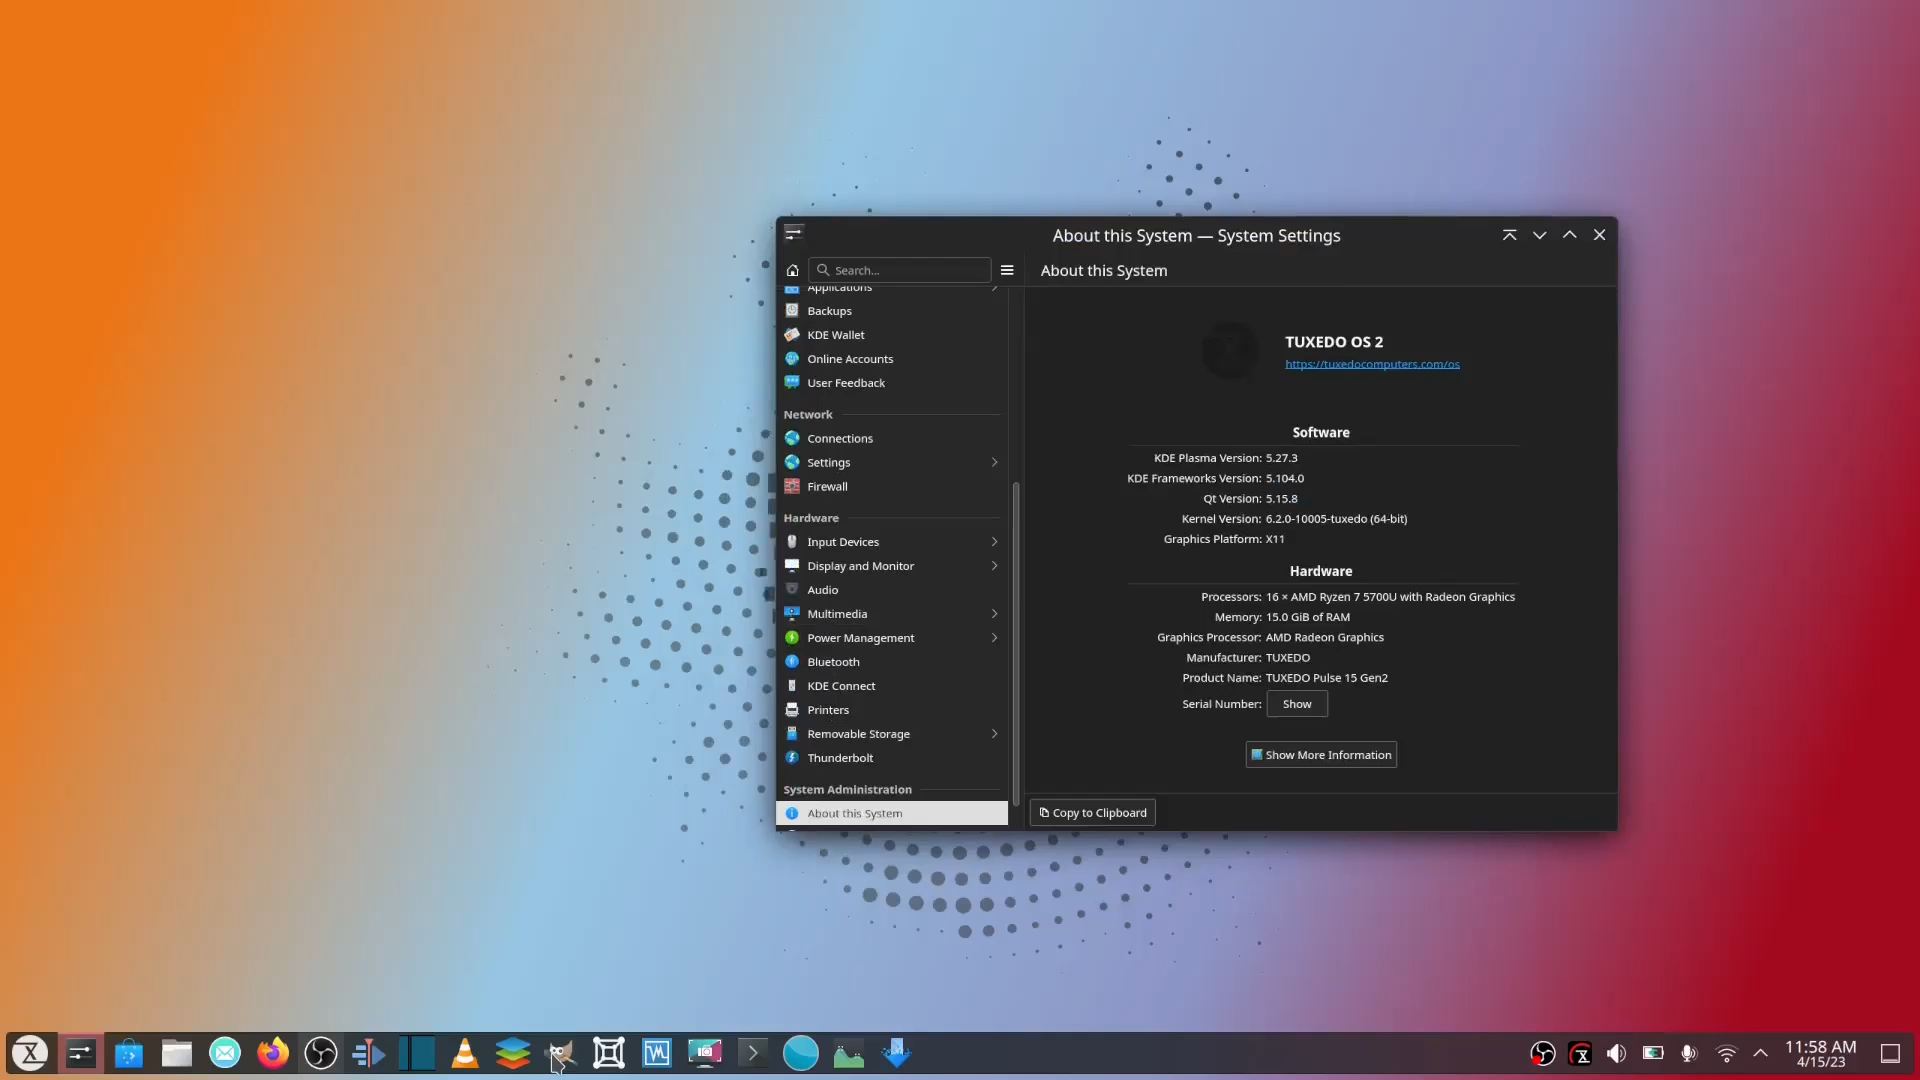 About this System — System Settings
Search...
About this System
Applications
Backups
KDE Wallet
Online Accounts
User Feedback
Network
Connections
Settings
Firewall
Hardware
Input Devices
Display and Monitor
Audio
Multimedia
Power Management
Bluetooth
KDE Connect
Printers
Removable Storage
Thunderbolt
System Administration
About this System
TUXEDO OS 2
https://tuxedocomputers.com/os
Software
KDE Plasma Version: 5.27.3
KDE Frameworks Version: 5.104.0
Qt Version: 5.15.8
Kernel Version: 6.2.0-10005-tuxedo (64-bit)
Graphics Platform: X11
Hardware
Processors: 16 × AMD Ryzen 7 5700U with Radeon Graphics
Memory: 15.0 GiB of RAM
Graphics Processor: AMD Radeon Graphics
Manufacturer: TUXEDO
Product Name: TUXEDO Pulse 15 Gen2
Serial Number: Show
Show More Information
Copy to Clipboard
11:58 AM
4/15/23